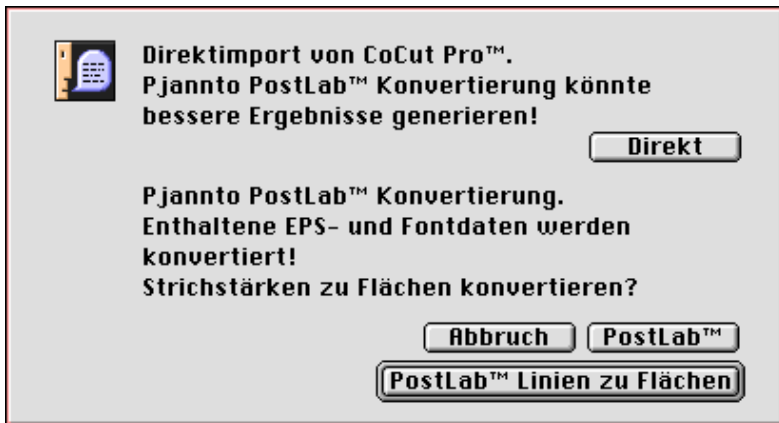 Direktimport von CoCut Pro™.
Pjannto PostLab™ Konvertierung könnte
bessere Ergebnisse generieren!
Direkt
Pjannto PostLab™ Konvertierung.
Enthaltene EPS- und Fontdaten werden
konvertiert!
Strichstärken zu Flächen konvertieren?
Abbruch PostLab™
PostLab™ Linien zu Flächen